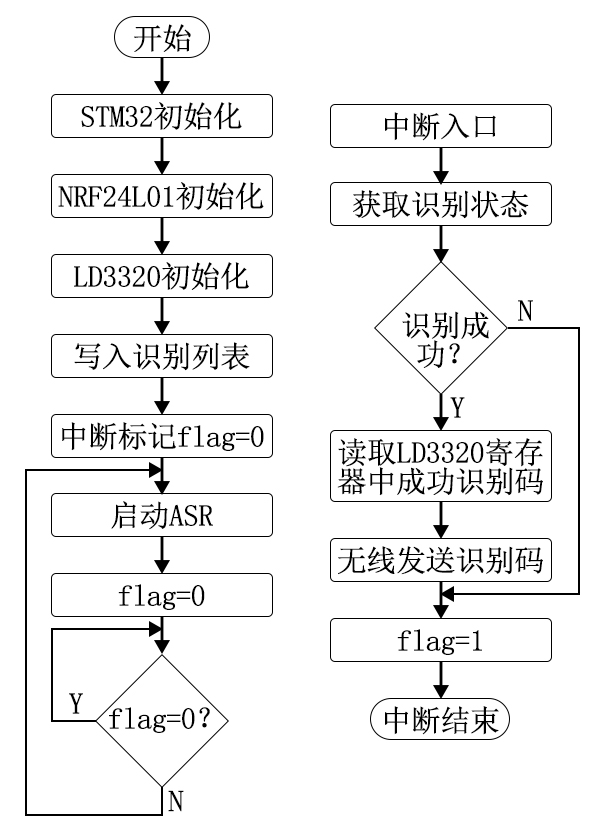 开始
STM32初始化
NRF24L01初始化
LD3320初始化
写入识别列表
中断标记flag=0
启动ASR
flag=0
flag=0？
Y
N
中断入口
获取识别状态
识别成
功？
N
Y
读取LD3320寄存
器中成功识别码
无线发送识别码
flag=1
中断结束